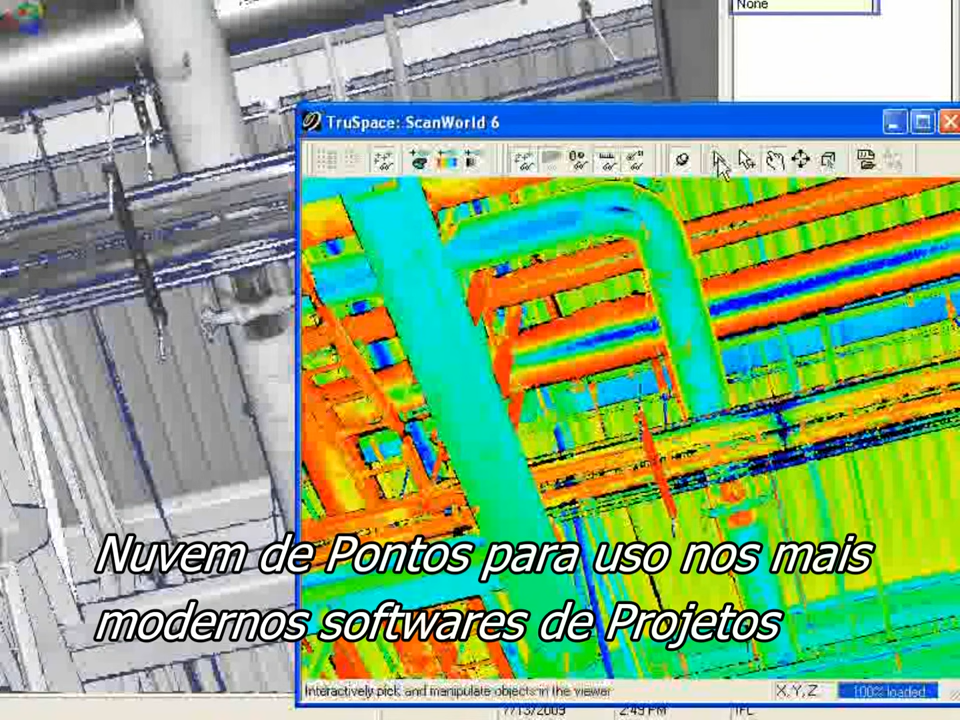 None
TruSpace: ScanWorld 6
Nuvem de Pontos para uso nos mais
modernos softwares de Projetos
Interactively pick and manipulate objects in the viewer
X, Y, Z
100% loaded
7/13/2009 2:49 PM